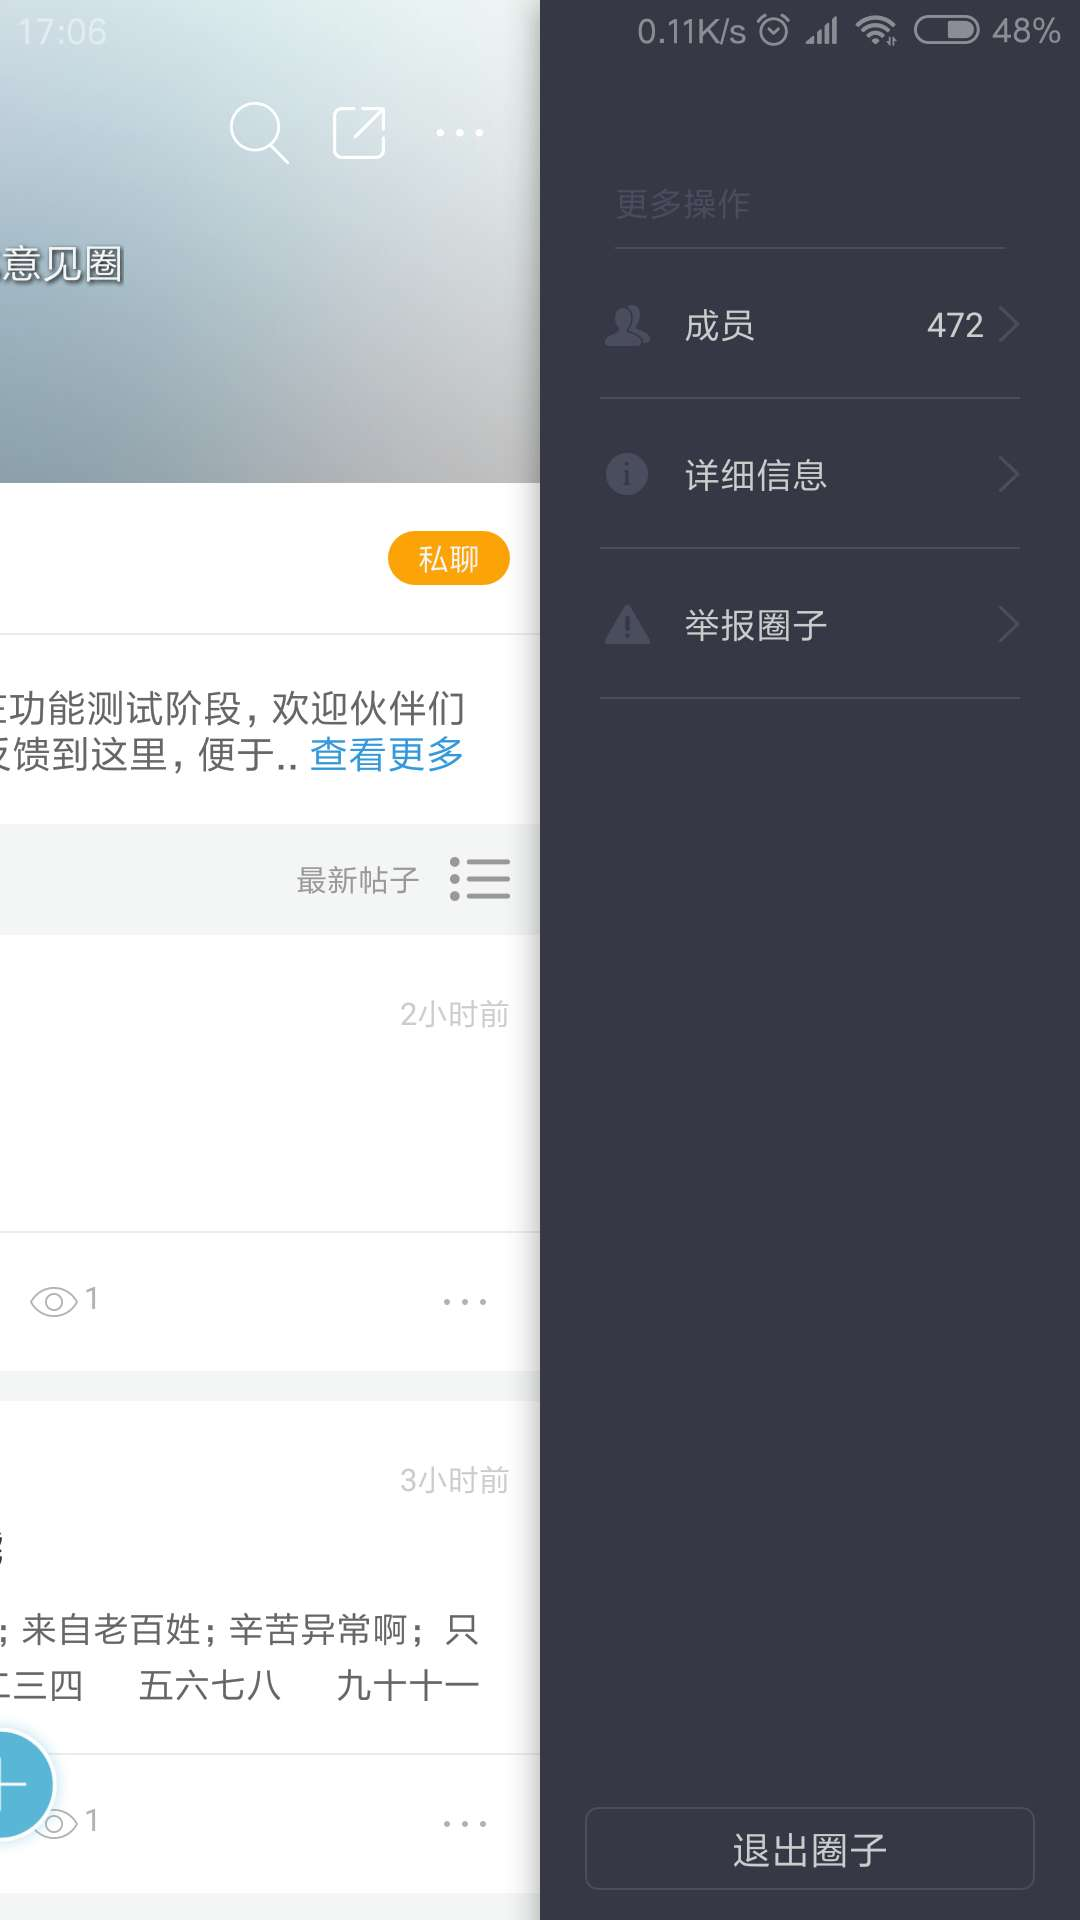 17:06
0.11K/s
48%
意见圈
私聊
功能测试阶段,欢迎伙伴们
馈到这里,便于.. 查看更多
最新帖子
2小时前
1
3小时前
；来自老百姓；辛苦异常啊；只
三四 五六七八 九十十一
1
更多操作
成员 472
详细信息
举报圈子
退出圈子